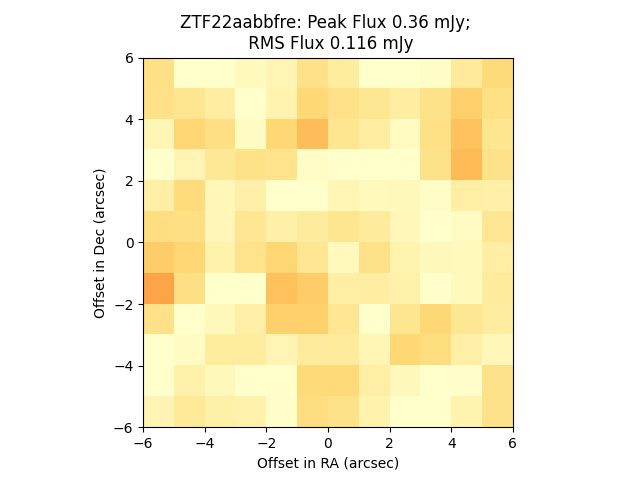 ZTF22aabbfre: Peak Flux 0.36 mJy;
RMS Flux 0.116 mJy
6
4
2
0
−2
−4
−6
Offset in Dec (arcsec)
−6 −4 −2 0 2 4 6
Offset in RA (arcsec)